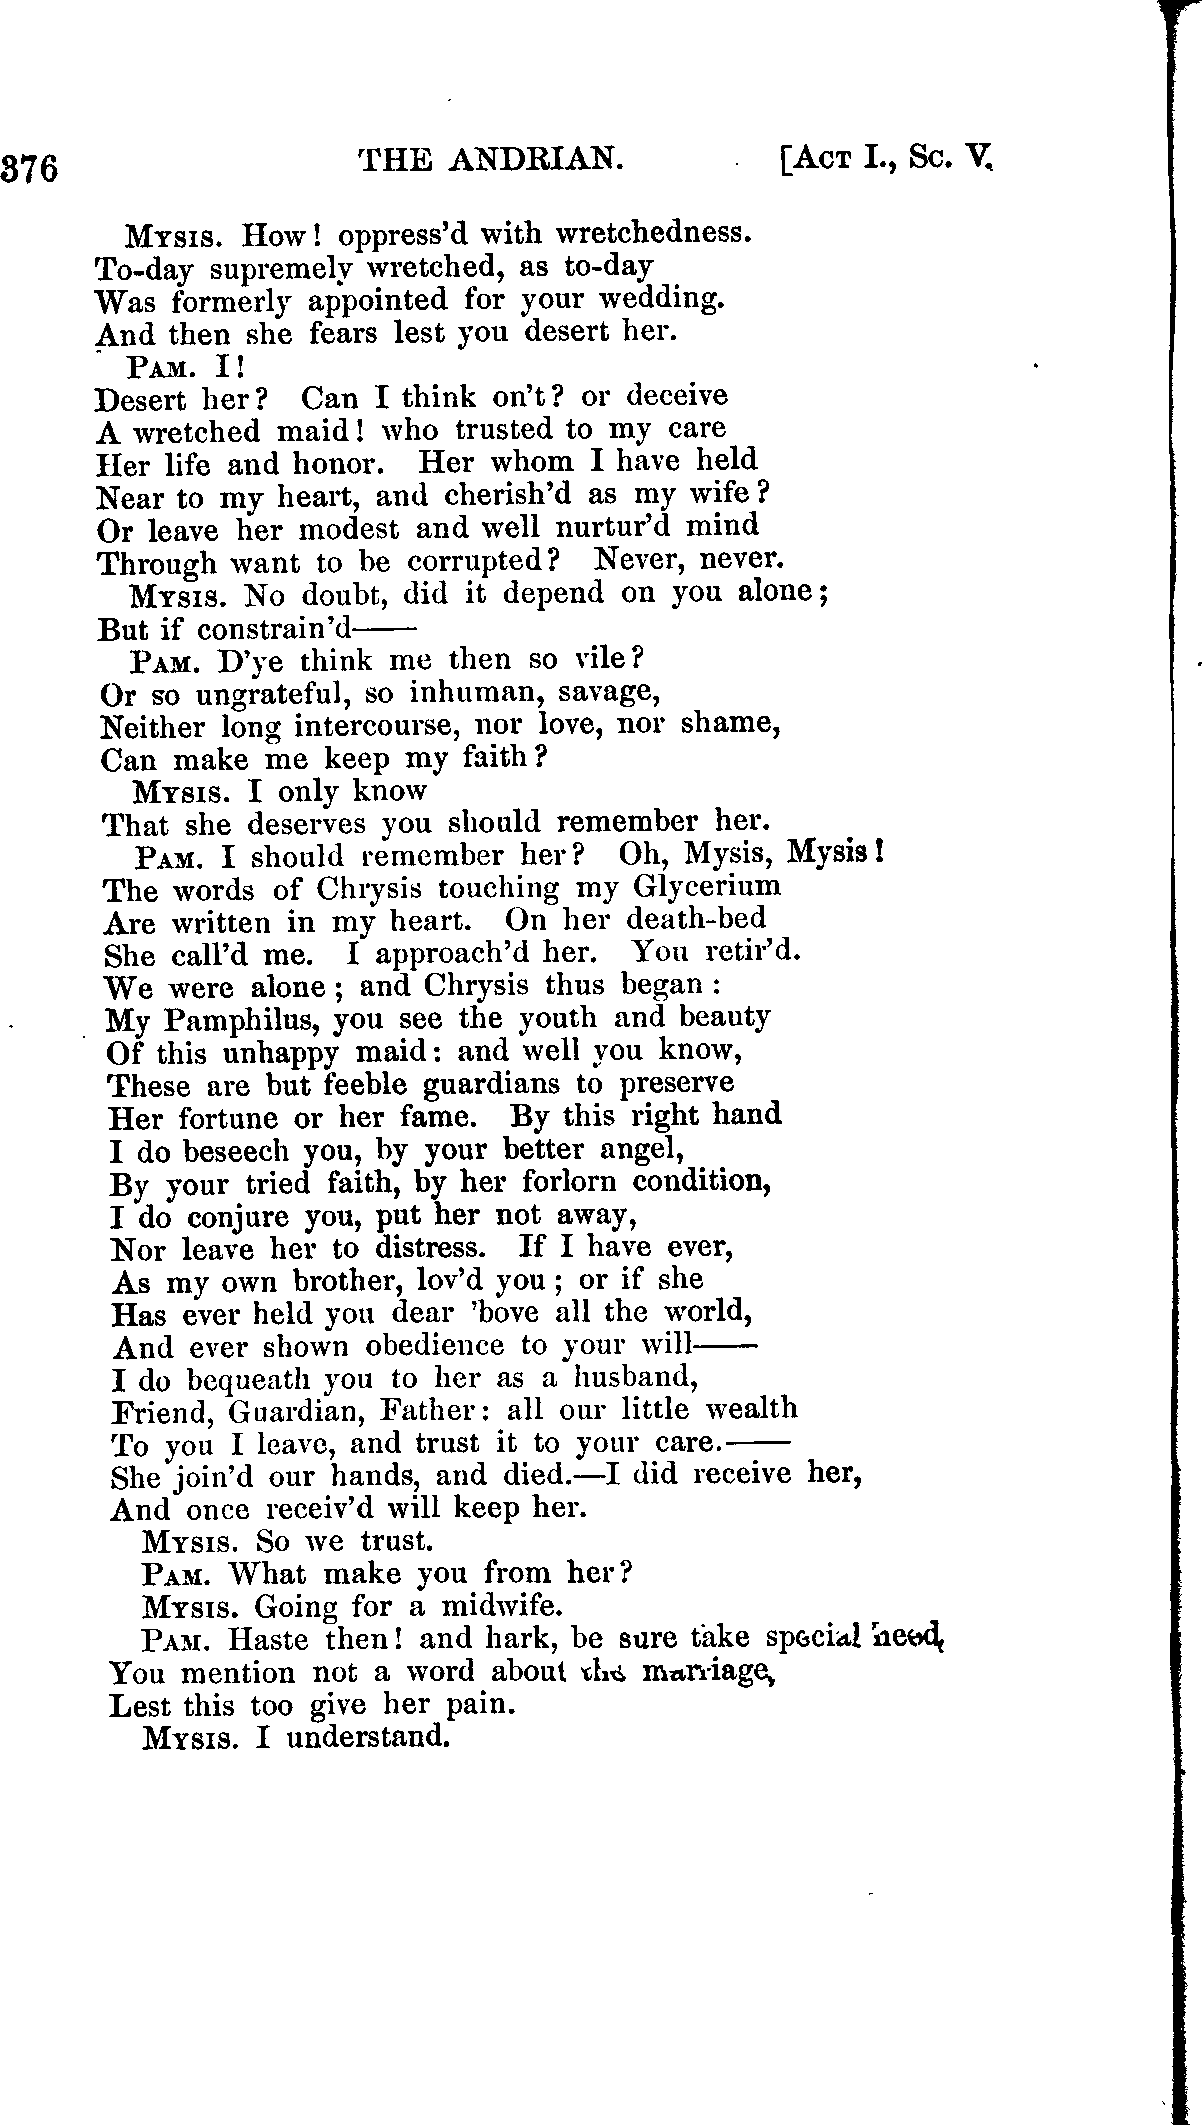 376 THE ANDRIAN. [ACT I., Sc. V.
MYSIS. How! oppress'd with wretchedness.
To-day supremely wretched, as to-day
Was formerly appointed for your wedding.
And then she fears lest you desert her.
PAM. I!
Desert her? Can I think on't? or deceive
A wretched maid! who trusted to my care
Her life and honor. Her whom I have held
Near to my heart, and cherish'd as my wife?
Or leave her modest and well nurtur'd mind
Through want to be corrupted? Never, never.
MYSIS. No doubt, did it depend on you alone;
But if constrain'd——
PAM. D'ye think me then so vile?
Or so ungrateful, so inhuman, savage,
Neither long intercourse, nor love, nor shame,
Can make me keep my faith?
MYSIS. I only know
That she deserves you should remember her.
PAM. I should remember her? Oh, Mysis, Mysis!
The words of Chrysis touching my Glycerium
Are written in my heart. On her death-bed
She call'd me. I approach'd her. You retir'd.
We were alone; and Chrysis thus began:
My Pamphilus, you see the youth and beauty
Of this unhappy maid: and well you know,
These are but feeble guardians to preserve
Her fortune or her fame. By this right hand
I do beseech you, by your better angel,
By your tried faith, by her forlorn condition,
I do conjure you, put her not away,
Nor leave her to distress. If I have ever,
As my own brother, lov'd you; or if she
Has ever held you dear 'bove all the world,
And ever shown obedience to your will——
I do bequeath you to her as a husband,
Friend, Guardian, Father: all our little wealth
To you I leave, and trust it to your care.——
She join'd our hands, and died.—I did receive her,
And once receiv'd will keep her.
MYSIS. So we trust.
PAM. What make you from her?
MYSIS. Going for a midwife.
PAM. Haste then! and hark, be sure take special heed,
You mention not a word about the marriage,
Lest this too give her pain.
MYSIS. I understand.